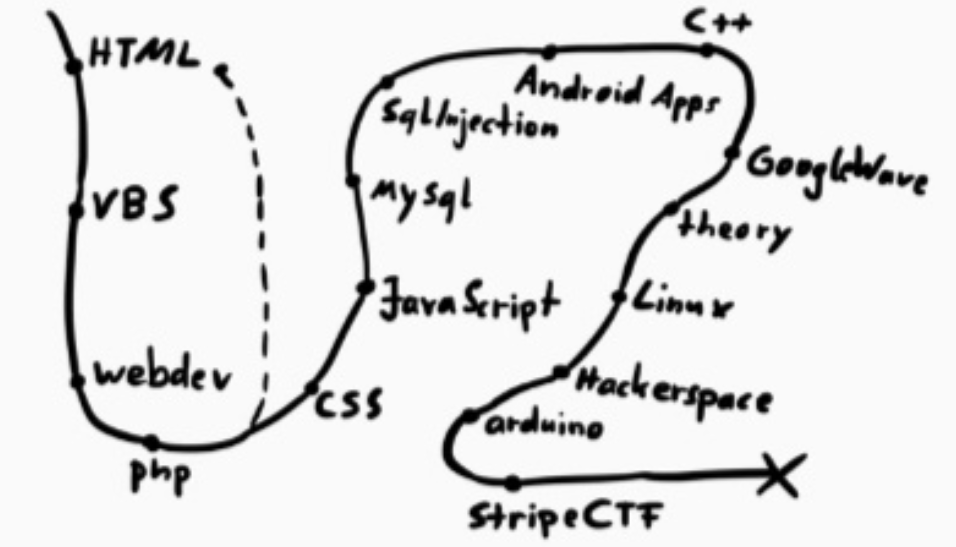 HTML
VBS
webdev
php
CSS
JavaScript
mysql
SqlInjection
Android Apps
C++
GoogleWave
theory
Linux
Hackerspace
arduino
StripeCTF